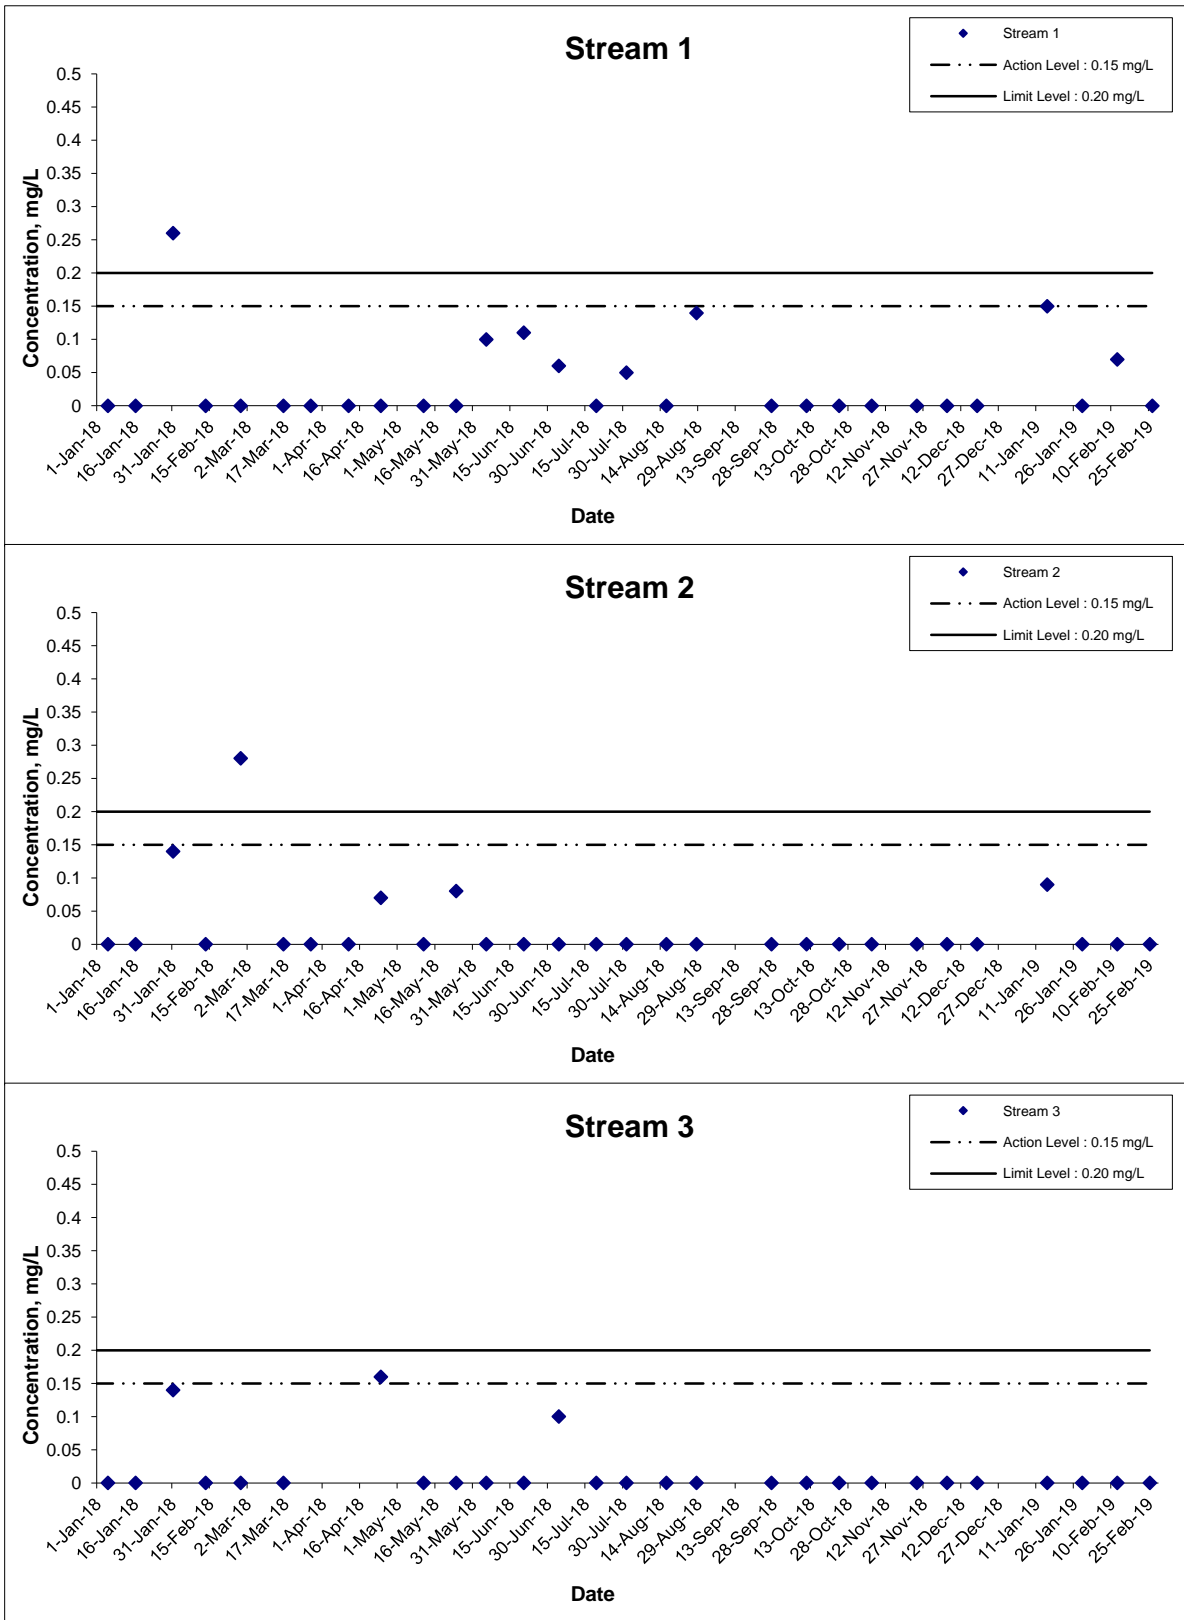 Stream 1
Stream 1
Action Level : 0.15 mg/L
Limit Level : 0.20 mg/L
Concentration, mg/L
0.5
0.45
0.4
0.35
0.3
0.25
0.2
0.15
0.1
0.05
0
1-Jan-18
16-Jan-18
31-Jan-18
15-Feb-18
2-Mar-18
17-Mar-18
1-Apr-18
16-Apr-18
1-May-18
16-May-18
31-May-18
15-Jun-18
30-Jun-18
15-Jul-18
30-Jul-18
14-Aug-18
29-Aug-18
13-Sep-18
28-Sep-18
13-Oct-18
28-Oct-18
12-Nov-18
27-Nov-18
12-Dec-18
27-Dec-18
11-Jan-19
26-Jan-19
10-Feb-19
25-Feb-19
Date
Stream 2
Stream 2
Action Level : 0.15 mg/L
Limit Level : 0.20 mg/L
Concentration, mg/L
0.5
0.45
0.4
0.35
0.3
0.25
0.2
0.15
0.1
0.05
0
1-Jan-18
16-Jan-18
31-Jan-18
15-Feb-18
2-Mar-18
17-Mar-18
1-Apr-18
16-Apr-18
1-May-18
16-May-18
31-May-18
15-Jun-18
30-Jun-18
15-Jul-18
30-Jul-18
14-Aug-18
29-Aug-18
13-Sep-18
28-Sep-18
13-Oct-18
28-Oct-18
12-Nov-18
27-Nov-18
12-Dec-18
27-Dec-18
11-Jan-19
26-Jan-19
10-Feb-19
25-Feb-19
Date
Stream 3
Stream 3
Action Level : 0.15 mg/L
Limit Level : 0.20 mg/L
Concentration, mg/L
0.5
0.45
0.4
0.35
0.3
0.25
0.2
0.15
0.1
0.05
0
1-Jan-18
16-Jan-18
31-Jan-18
15-Feb-18
2-Mar-18
17-Mar-18
1-Apr-18
16-Apr-18
1-May-18
16-May-18
31-May-18
15-Jun-18
30-Jun-18
15-Jul-18
30-Jul-18
14-Aug-18
29-Aug-18
13-Sep-18
28-Sep-18
13-Oct-18
28-Oct-18
12-Nov-18
27-Nov-18
12-Dec-18
27-Dec-18
11-Jan-19
26-Jan-19
10-Feb-19
25-Feb-19
Date